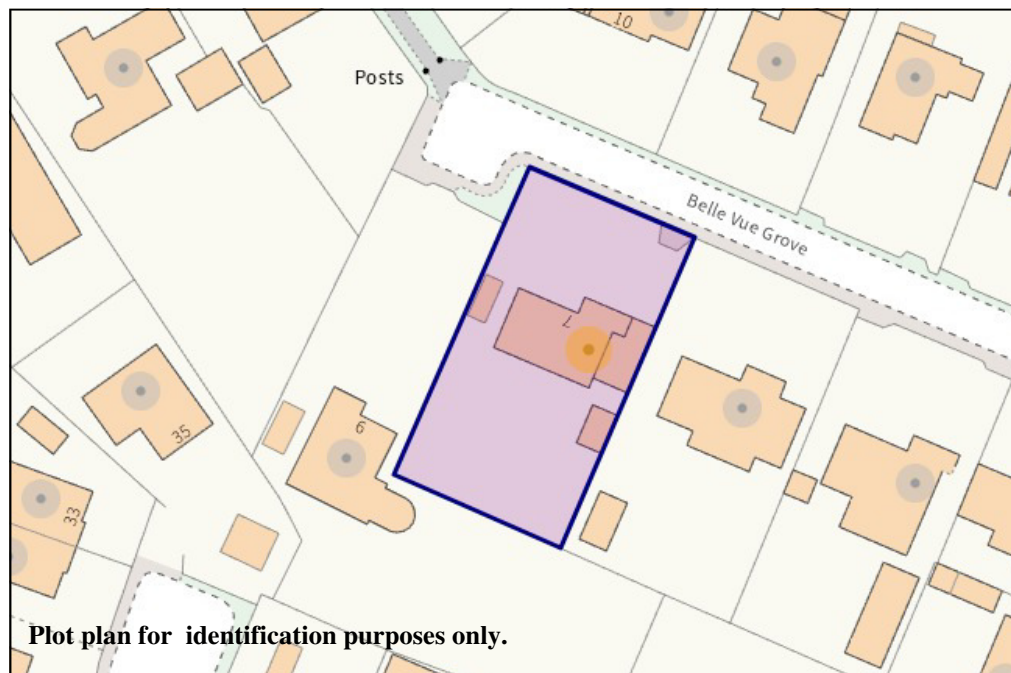 10
Posts
Belle Vue Grove
7
6
35
33
Plot plan for identification purposes only.